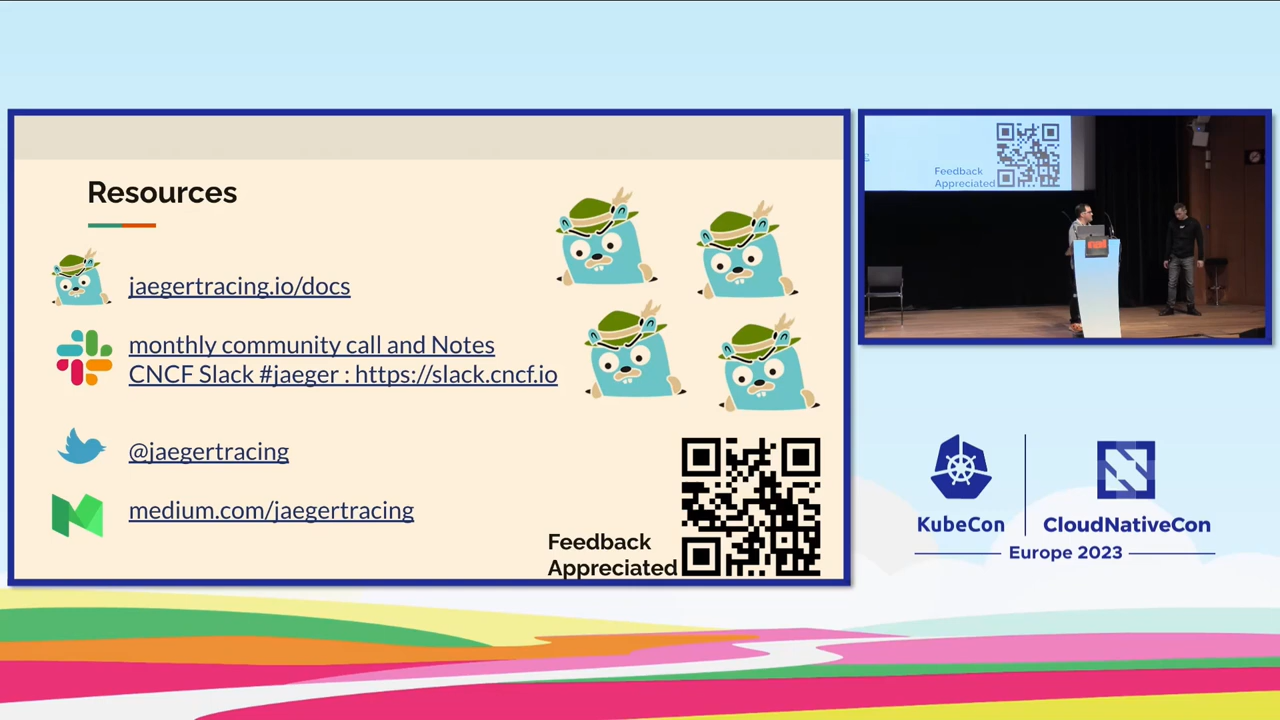 Resources
jaegertracing.io/docs
monthly community call and Notes
CNCF Slack #jaeger : https://slack.cncf.io
@jaegertracing
medium.com/jaegertracing
Feedback
Appreciated
Feedback
Appreciated
KubeCon
CloudNativeCon
Europe 2023